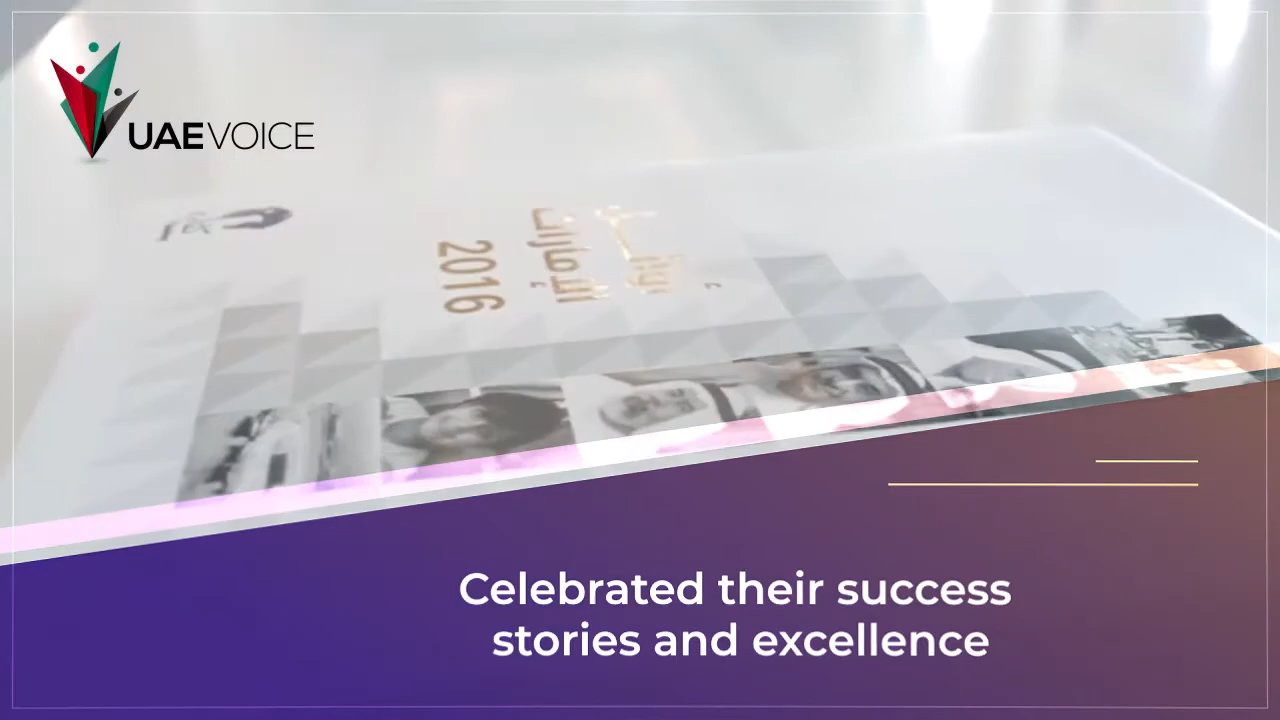 UAEVOICE
الإمارات
2016
Celebrated their success
stories and excellence